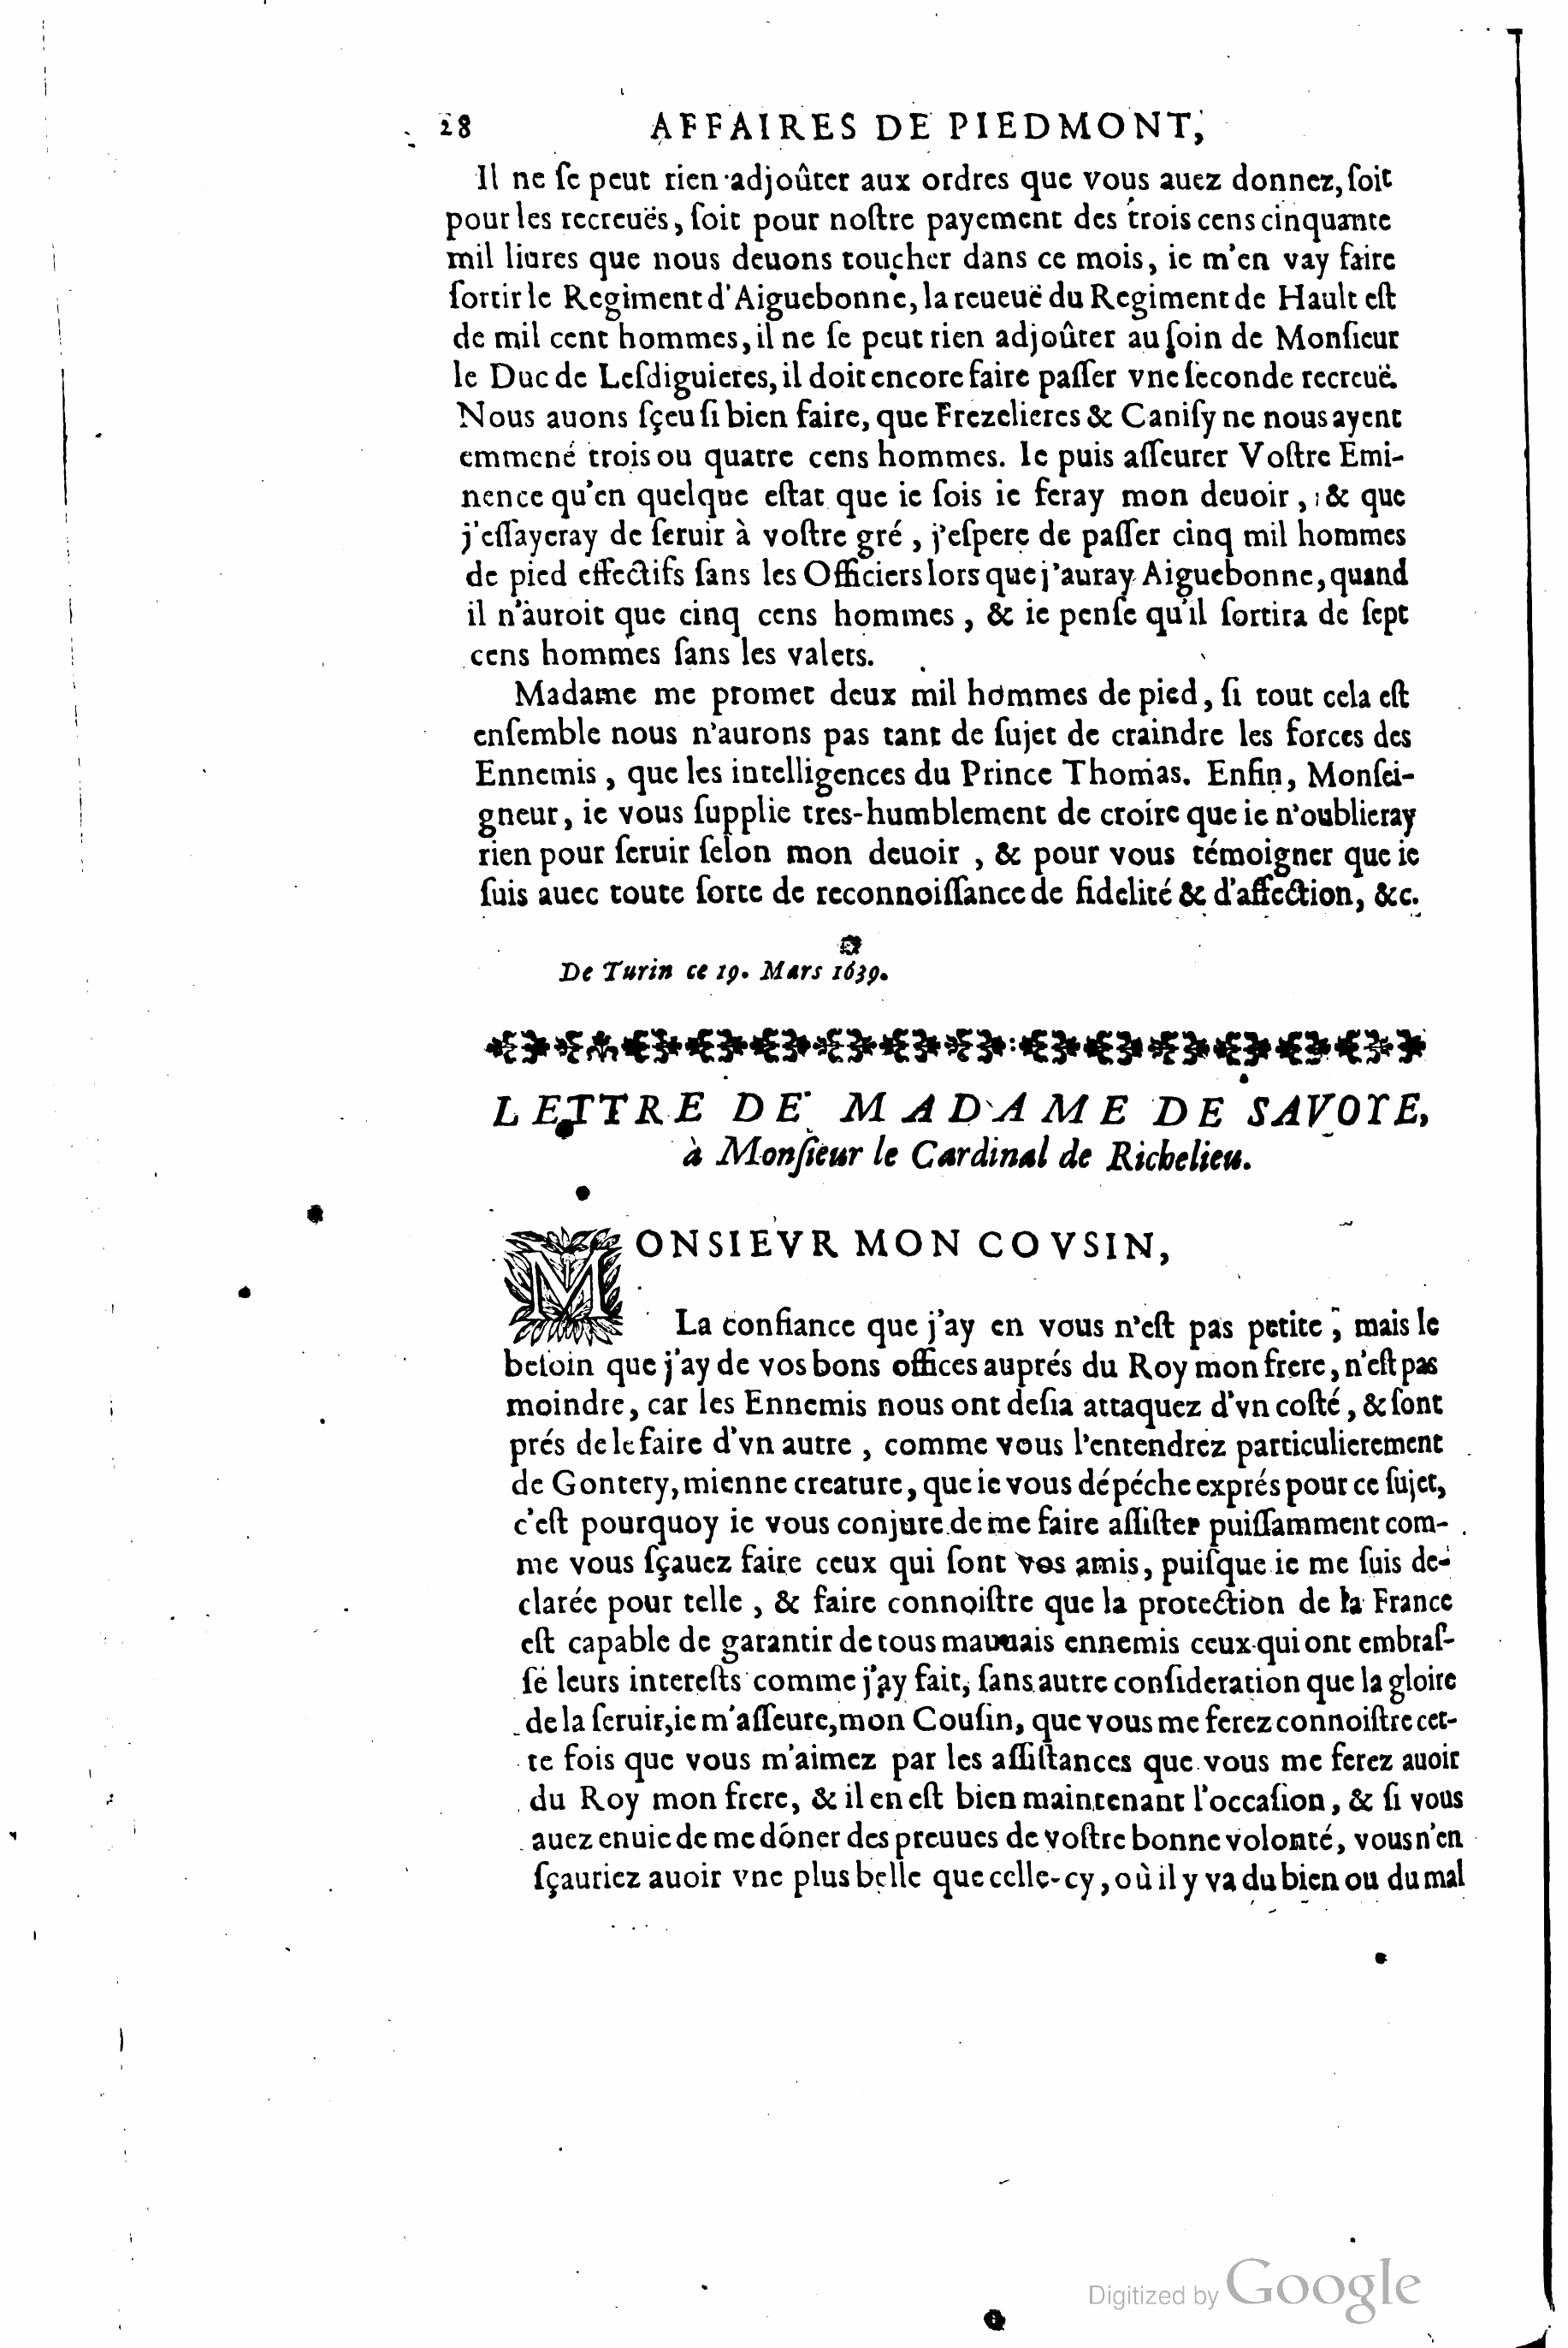 28 AFFAIRES DE PIEDMONT,
Il ne ſe peut rien adjoûter aux ordres que vous auez donnez, ſoit
pour les recreuës, ſoit pour noſtre payement des trois cens cinquante
mil liures que nous deuons toucher dans ce mois, ie m'en vay faire
ſortir le Regiment d'Aiguebonne, la reueuë du Regiment de Hault eſt
de mil cent hommes, il ne ſe peut rien adjoûter au ſoin de Monſieur
le Duc de Leſdiguieres, il doit encore faire paſſer vne ſeconde recreuë.
Nous auons ſçeu ſi bien faire, que Frezelieres & Caniſy ne nous ayent
emmené trois ou quatre cens hommes. Ie puis aſſeurer Voſtre Emi-
nence qu'en quelque eſtat que ie ſois ie feray mon deuoir, & que
j'eſſayeray de ſeruir à voſtre gré, j'eſpere de paſſer cinq mil hommes
de pied effectifs ſans les Officiers lors que j'auray Aiguebonne, quand
il n'auroit que cinq cens hommes, & ie penſe qu'il ſortira de ſept
cens hommes ſans les valets.
Madame me promet deux mil hommes de pied, ſi tout cela eſt
enſemble nous n'aurons pas tant de ſujet de craindre les forces des
Ennemis, que les intelligences du Prince Thomas. Enfin, Monſei-
gneur, ie vous ſupplie tres-humblement de croire que ie n'oublieray
rien pour ſeruir ſelon mon deuoir, & pour vous témoigner que ie
ſuis auec toute ſorte de reconnoiſſance de fidelité & d'affection, &c.
De Turin ce 19. Mars 1639.
LETTRE DE MADAME DE SAVOYE,
à Monſieur le Cardinal de Richelieu.
MONSIEVR MON COVSIN,
La confiance que j'ay en vous n'eſt pas petite, mais le
beſoin que j'ay de vos bons offices auprés du Roy mon frere, n'eſt pas
moindre, car les Ennemis nous ont deſia attaquez d'vn coſté, & ſont
prés de le faire d'vn autre, comme vous l'entendrez particulierement
de Gontery, mienne creature, que ie vous dépéche exprés pour ce ſujet,
c'eſt pourquoy ie vous conjure de me faire aſſiſter puiſſamment com-
me vous ſçauez faire ceux qui ſont vos amis, puiſque ie me ſuis de-
clarée pour telle, & faire connoiſtre que la protection de la France
eſt capable de garantir de tous mauuais ennemis ceux qui ont embraſ-
ſé leurs intereſts comme j'ay fait, ſans autre conſideration que la gloire
de la ſeruir, ie m'aſſeure, mon Couſin, que vous me ferez connoiſtre cet-
te fois que vous m'aimez par les aſſiſtances que vous me ferez auoir
du Roy mon frere, & il en eſt bien maintenant l'occaſion, & ſi vous
auez enuie de me dõner des preuues de voſtre bonne volonté, vous n'en
ſçauriez auoir vne plus belle que celle-cy, où il y va du bien ou du mal
Digitized by Google